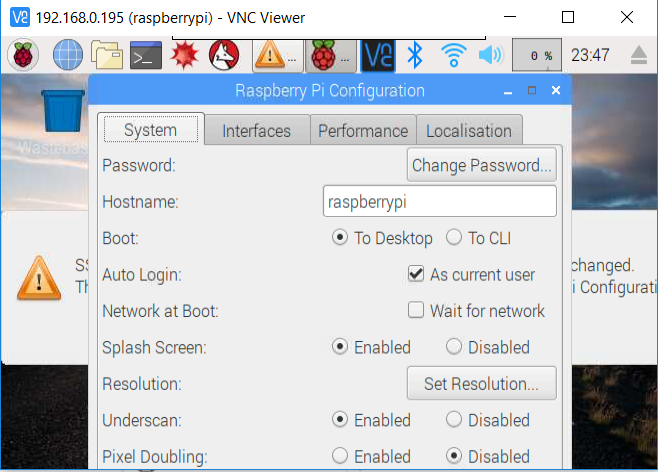 192.168.0.195 (raspberrypi) - VNC Viewer
... ... 0 % 23:47
Raspberry Pi Configuration
System Interfaces Performance Localisation
Password: Change Password...
Hostname: raspberrypi
Boot: To Desktop To CLI
Auto Login: As current user
Network at Boot: Wait for network
Splash Screen: Enabled Disabled
Resolution: Set Resolution...
Underscan: Enabled Disabled
Pixel Doubling: Enabled Disabled
Wastebas
SS changed.
Th i Configurati